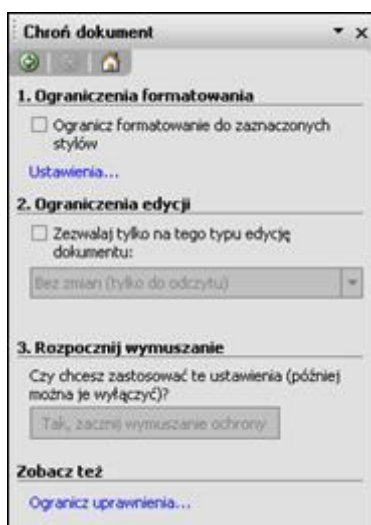 Chroń dokument
1. Ograniczenia formatowania
Ogranicz formatowanie do zaznaczonych
stylów
Ustawienia...
2. Ograniczenia edycji
Zezwalaj tylko na tego typu edycję
dokumentu:
Bez zmian (tylko do odczytu)
3. Rozpocznij wymuszanie
Czy chcesz zastosować te ustawienia (później
można je wyłączyć)?
Tak, zacznij wymuszanie ochrony
Zobacz też
Ogranicz uprawnienia...